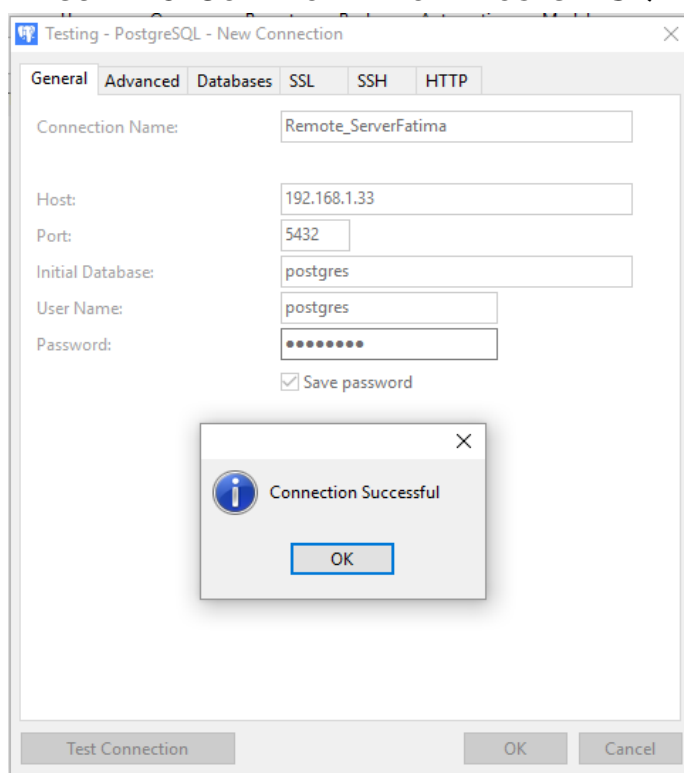 Testing - PostgreSQL - New Connection
General Advanced Databases SSL SSH HTTP
Connection Name: Remote_ServerFatima
Host: 192.168.1.33
Port: 5432
Initial Database: postgres
User Name: postgres
Password: ••••••••
Save password
Connection Successful
OK
Test Connection OK Cancel